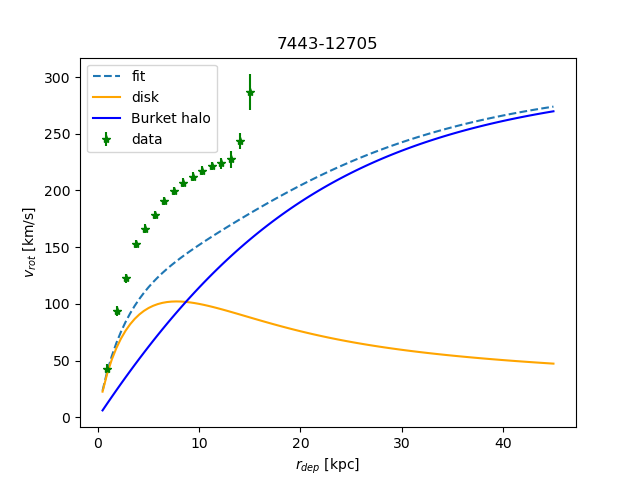 7443-12705
fit
disk
Burket halo
data
v_rot [km/s]
300
250
200
150
100
50
0
0 10 20 30 40
r_dep [kpc]